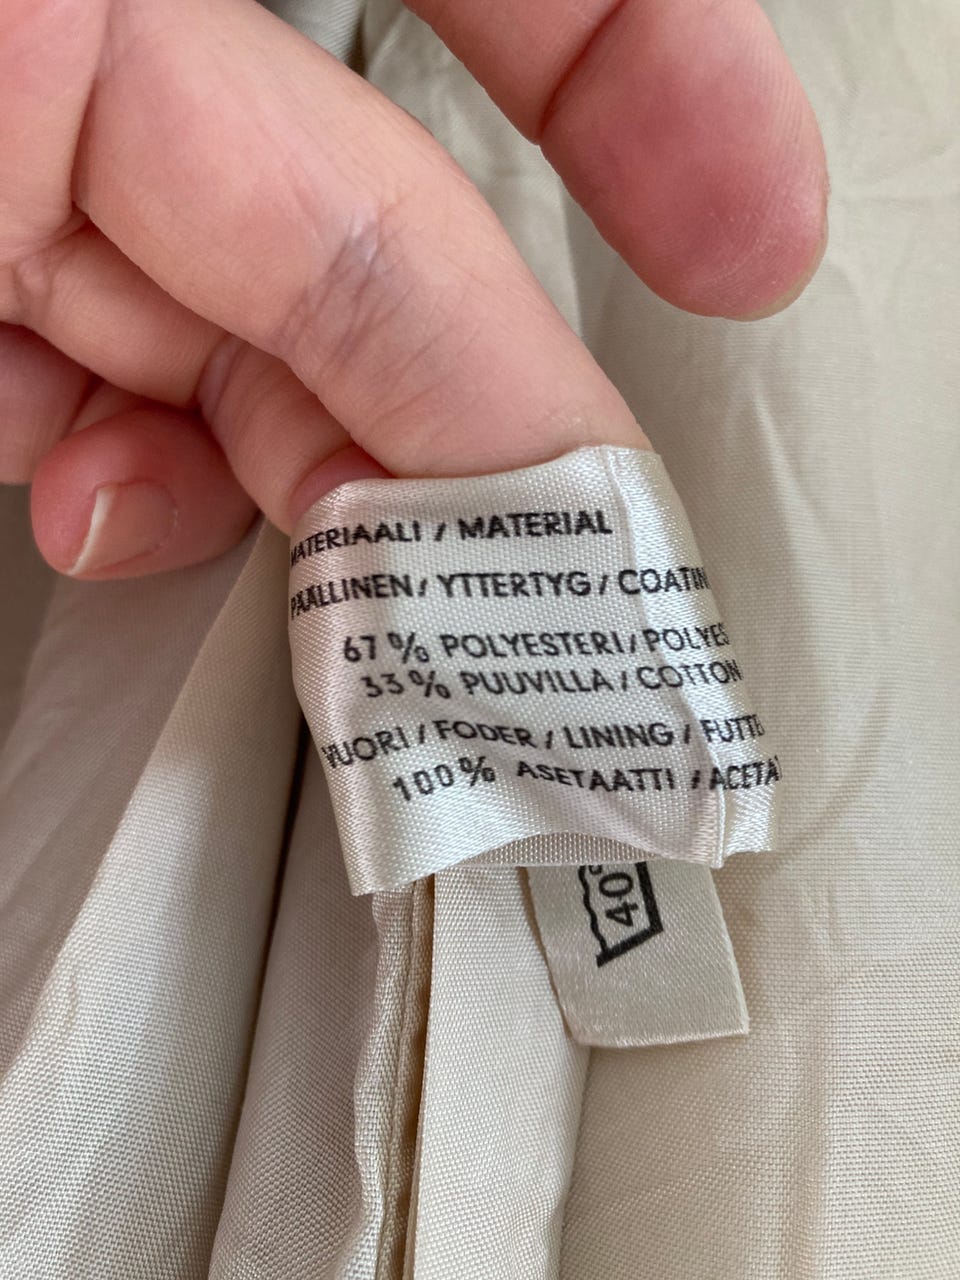 MATERIAALI / MATERIAL
PÄÄLLINEN / YTTERTYG / COATIN
67 % POLYESTERI / POLYES
33 % PUUVILLA / COTTON
VUORI / FODER / LINING / FUTTE
100 % ASETAATTI / ACETA
40°